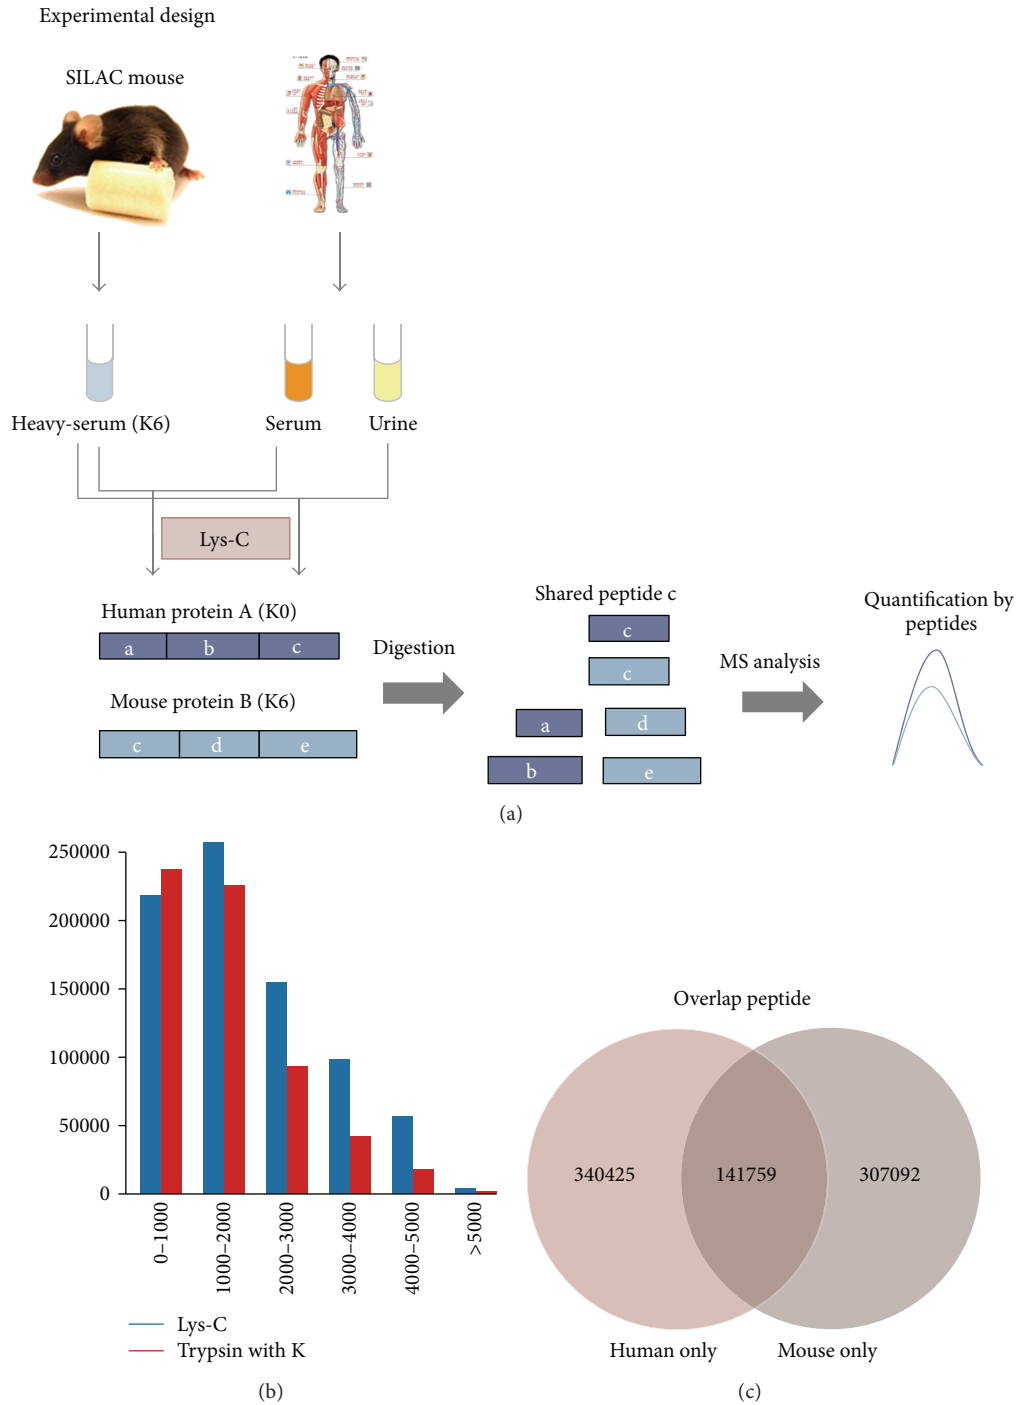 Experimental design
SILAC mouse
Heavy-serum (K6)
Serum
Urine
Lys-C
Human protein A (K0)
a
b
c
Mouse protein B (K6)
c
d
e
Digestion
Shared peptide c
c
c
a
d
b
e
MS analysis
Quantification by
peptides
(a)
250000
200000
150000
100000
50000
0
0–1000
1000–2000
2000–3000
3000–4000
4000–5000
>5000
Lys-C
Trypsin with K
(b)
Overlap peptide
340425
141759
307092
Human only
Mouse only
(c)